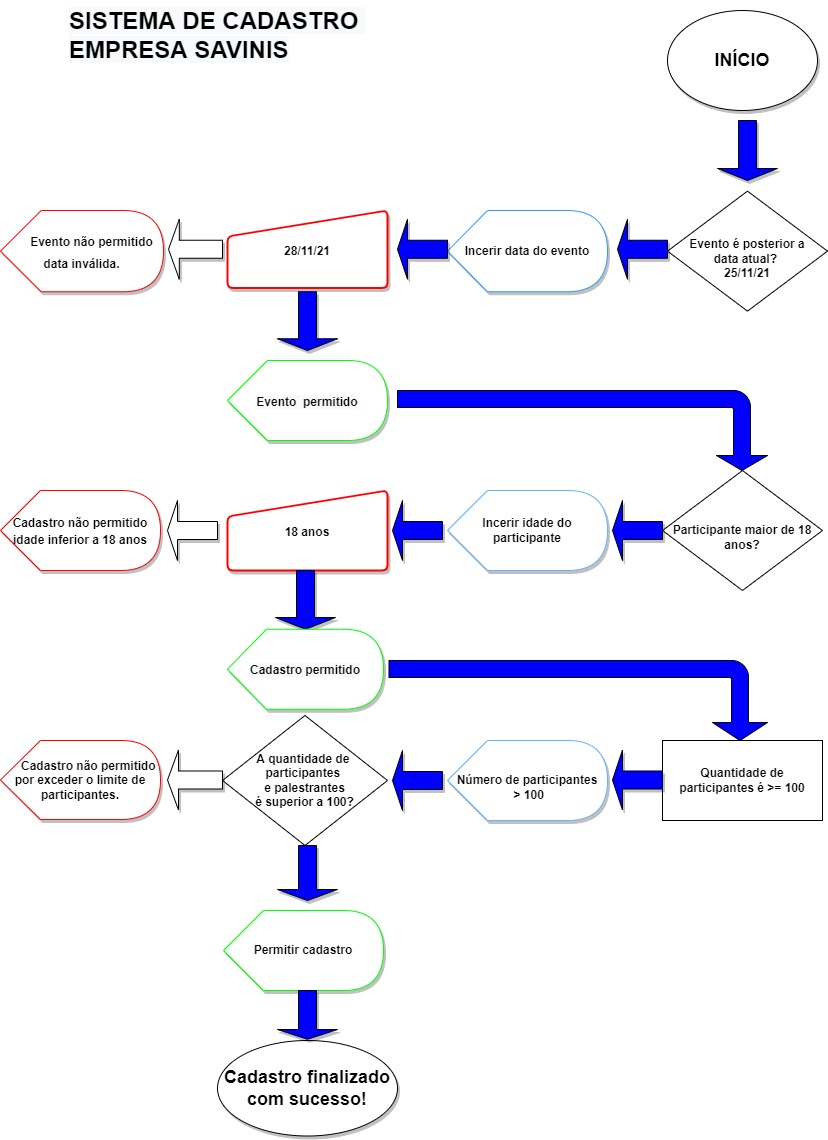 SISTEMA DE CADASTRO
EMPRESA SAVINIS
INÍCIO
Evento é posterior a
data atual?
25/11/21
Incerir data do evento
28/11/21
Evento não permitido
data inválida.
Evento  permitido
Participante maior de 18
anos?
Incerir idade do
participante
18 anos
Cadastro não permitido
idade inferior a 18 anos
Cadastro permitido
Quantidade de
participantes é >= 100
Número de participantes
> 100
A quantidade de
participantes
e palestrantes
é superior a 100?
Cadastro não permitido
por exceder o limite de
participantes.
Permitir cadastro
Cadastro finalizado
com sucesso!